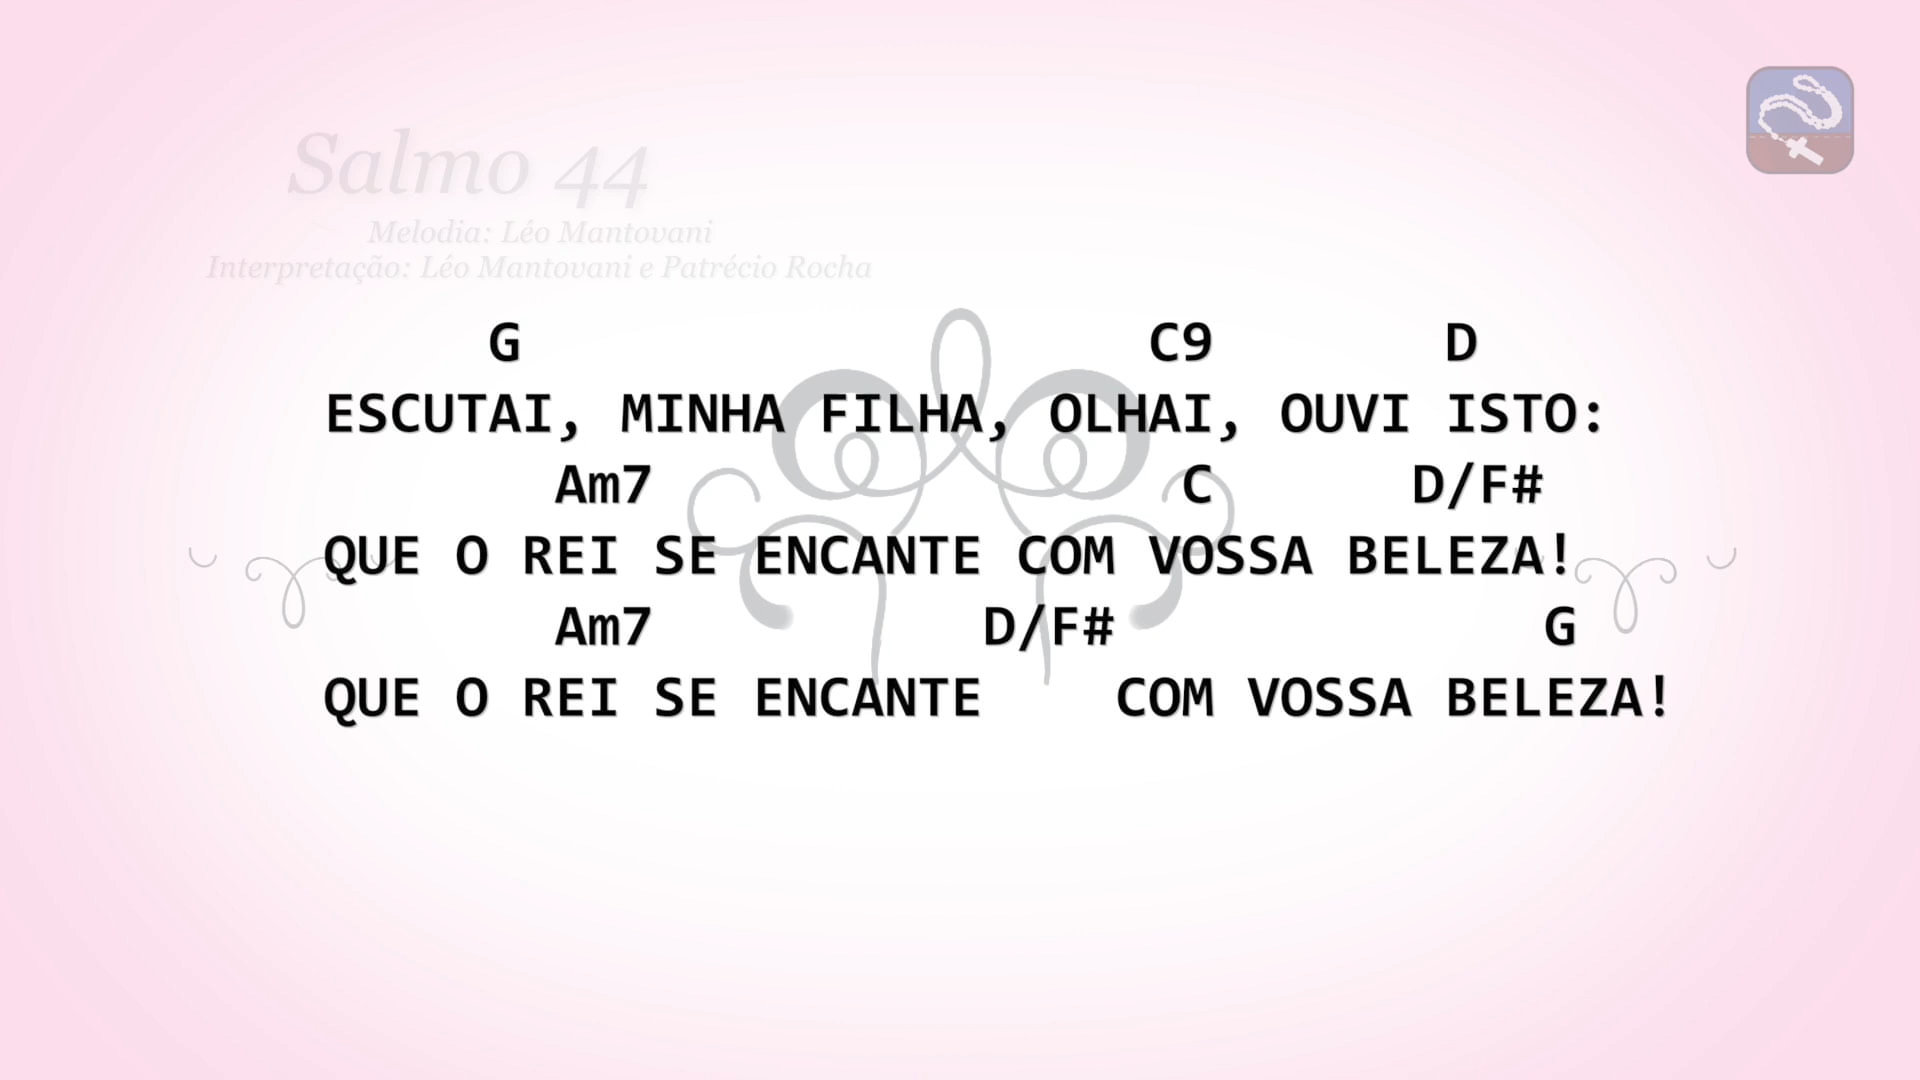 Salmo 44
Melodia: Léo Mantovani
Interpretação: Léo Mantovani e Patrécio Rocha
G C9 D
ESCUTAI, MINHA FILHA, OLHAI, OUVI ISTO:
Am7 C D/F#
QUE O REI SE ENCANTE COM VOSSA BELEZA!
Am7 D/F# G
QUE O REI SE ENCANTE COM VOSSA BELEZA!